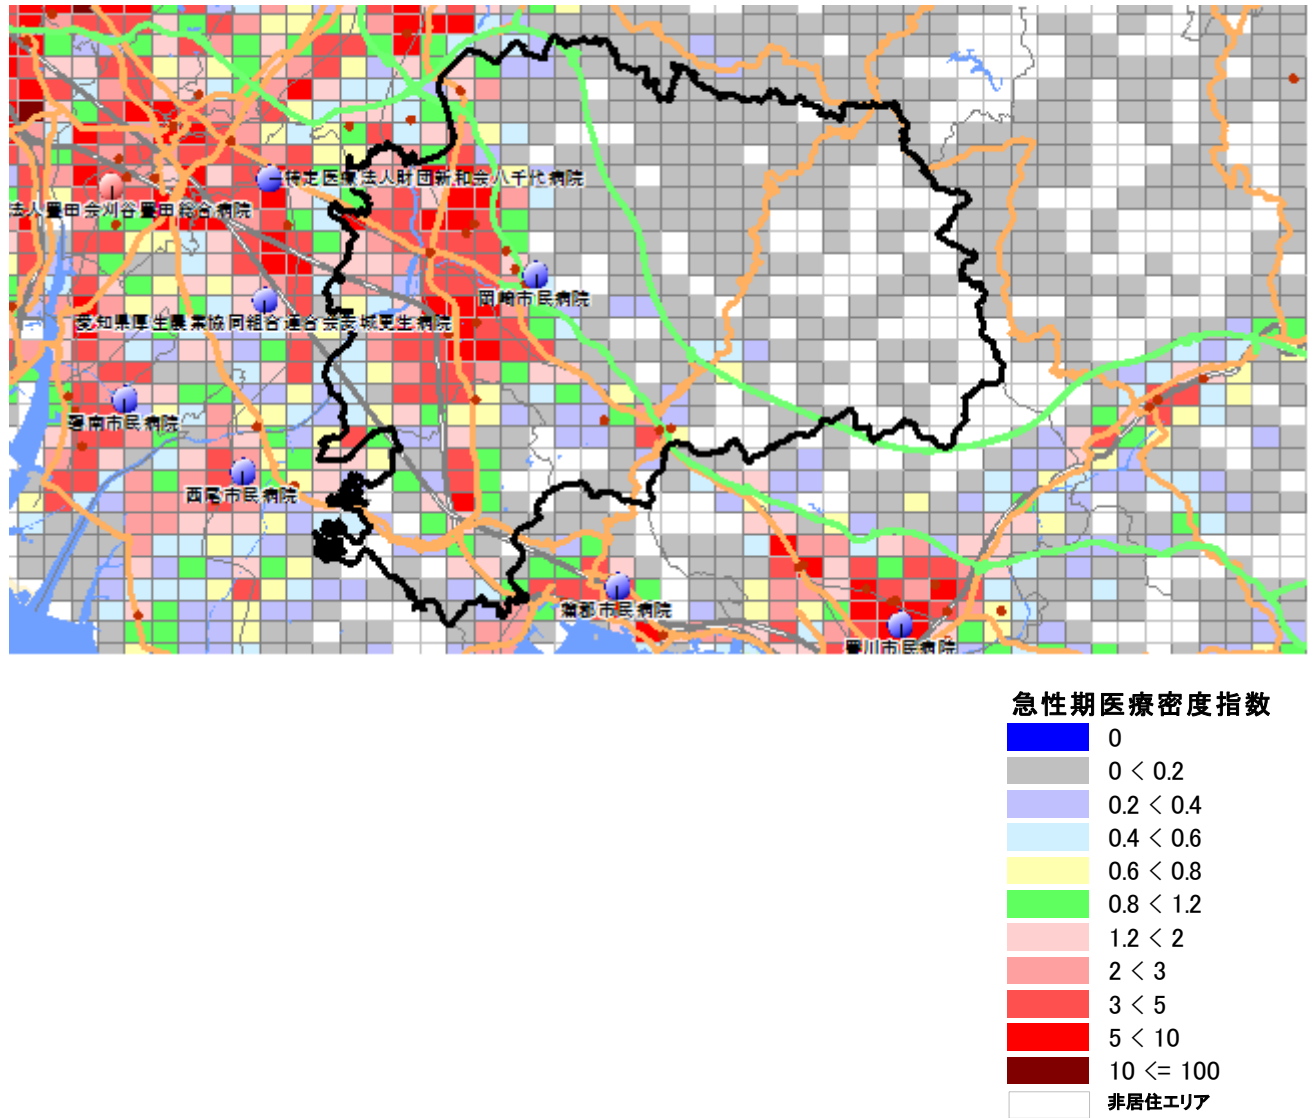 特定医療法人財団新和会八千代病院
法人豊田会刈谷豊田総合病院
岡崎市民病院
愛知県厚生農業協同組合連合会安城更生病院
碧南市民病院
西尾市民病院
蒲郡市民病院
豊川市民病院
急性期医療密度指数
0
0 < 0.2
0.2 < 0.4
0.4 < 0.6
0.6 < 0.8
0.8 < 1.2
1.2 < 2
2 < 3
3 < 5
5 < 10
10 <= 100
非居住エリア